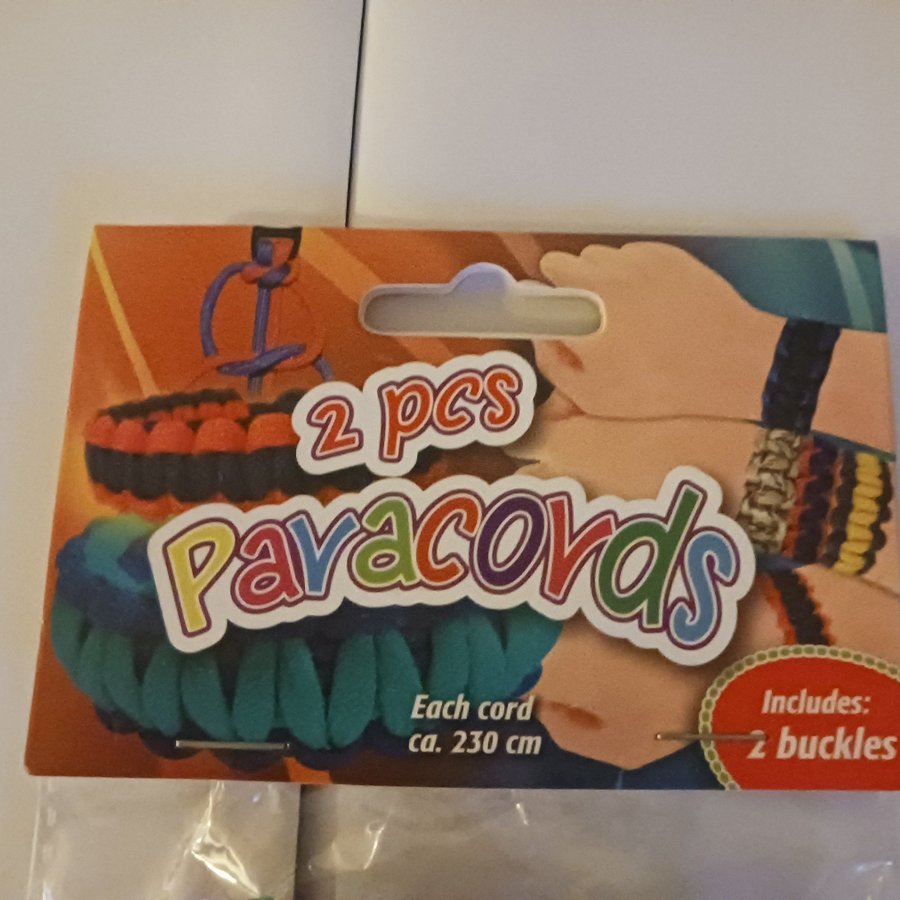 2 pcs
Paracords
Each cord
ca. 230 cm
Includes:
2 buckles